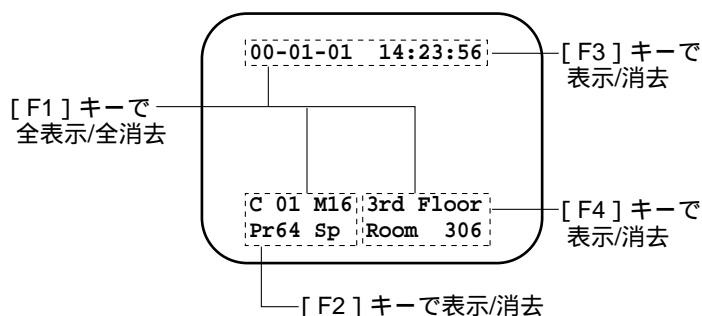 00-01-01 14:23:56
[ F3 ] キーで
表示/消去
[ F1 ] キーで
全表示/全消去
C 01 M16
Pr64 Sp
3rd Floor
Room 306
[ F4 ] キーで
表示/消去
[ F2 ] キーで表示/消去